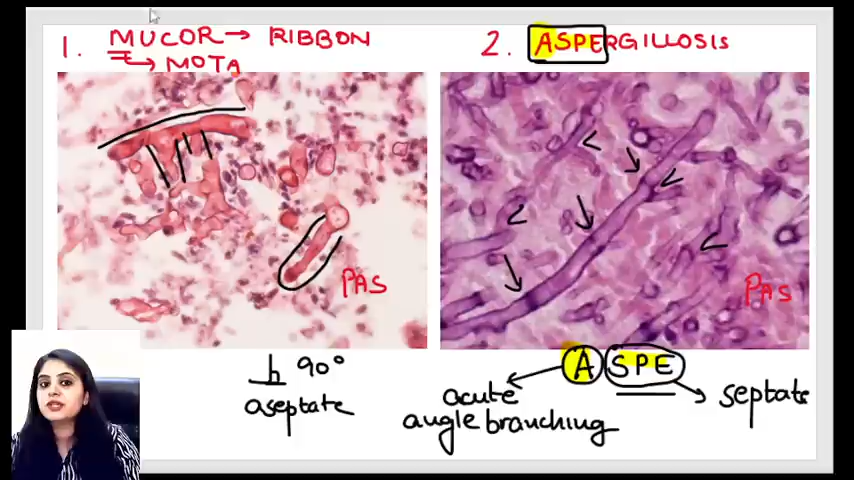 1. MUCOR → RIBBON
→ MOTA
2. ASPERGILLOSIS
PAS
PAS
90°
aseptate
A SPE
acute
angle branching
septate